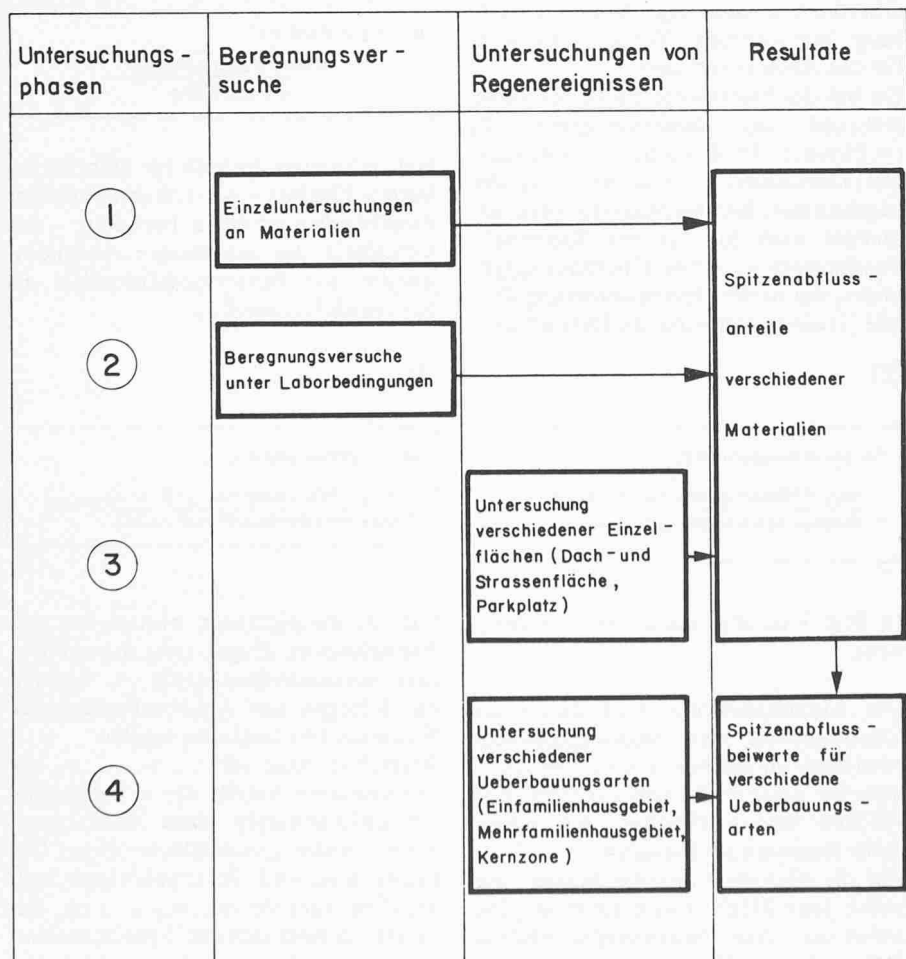 Untersuchungs-
phasen
Beregnungsver-
suche
Untersuchungen von
Regenereignissen
Resultate
1
Einzeluntersuchungen
an Materialien
Spitzenabfluss-
anteile
verschiedener
Materialien
2
Beregnungsversuche
unter Laborbedingungen
3
Untersuchung
verschiedener Einzel-
flächen (Dach- und
Strassenfläche,
Parkplatz)
4
Untersuchung
verschiedener
Ueberbauungsarten
(Einfamilienhausgebiet,
Mehrfamilienhausgebiet,
Kernzone)
Spitzenabfluss-
beiwerte für
verschiedene
Ueberbauungs-
arten